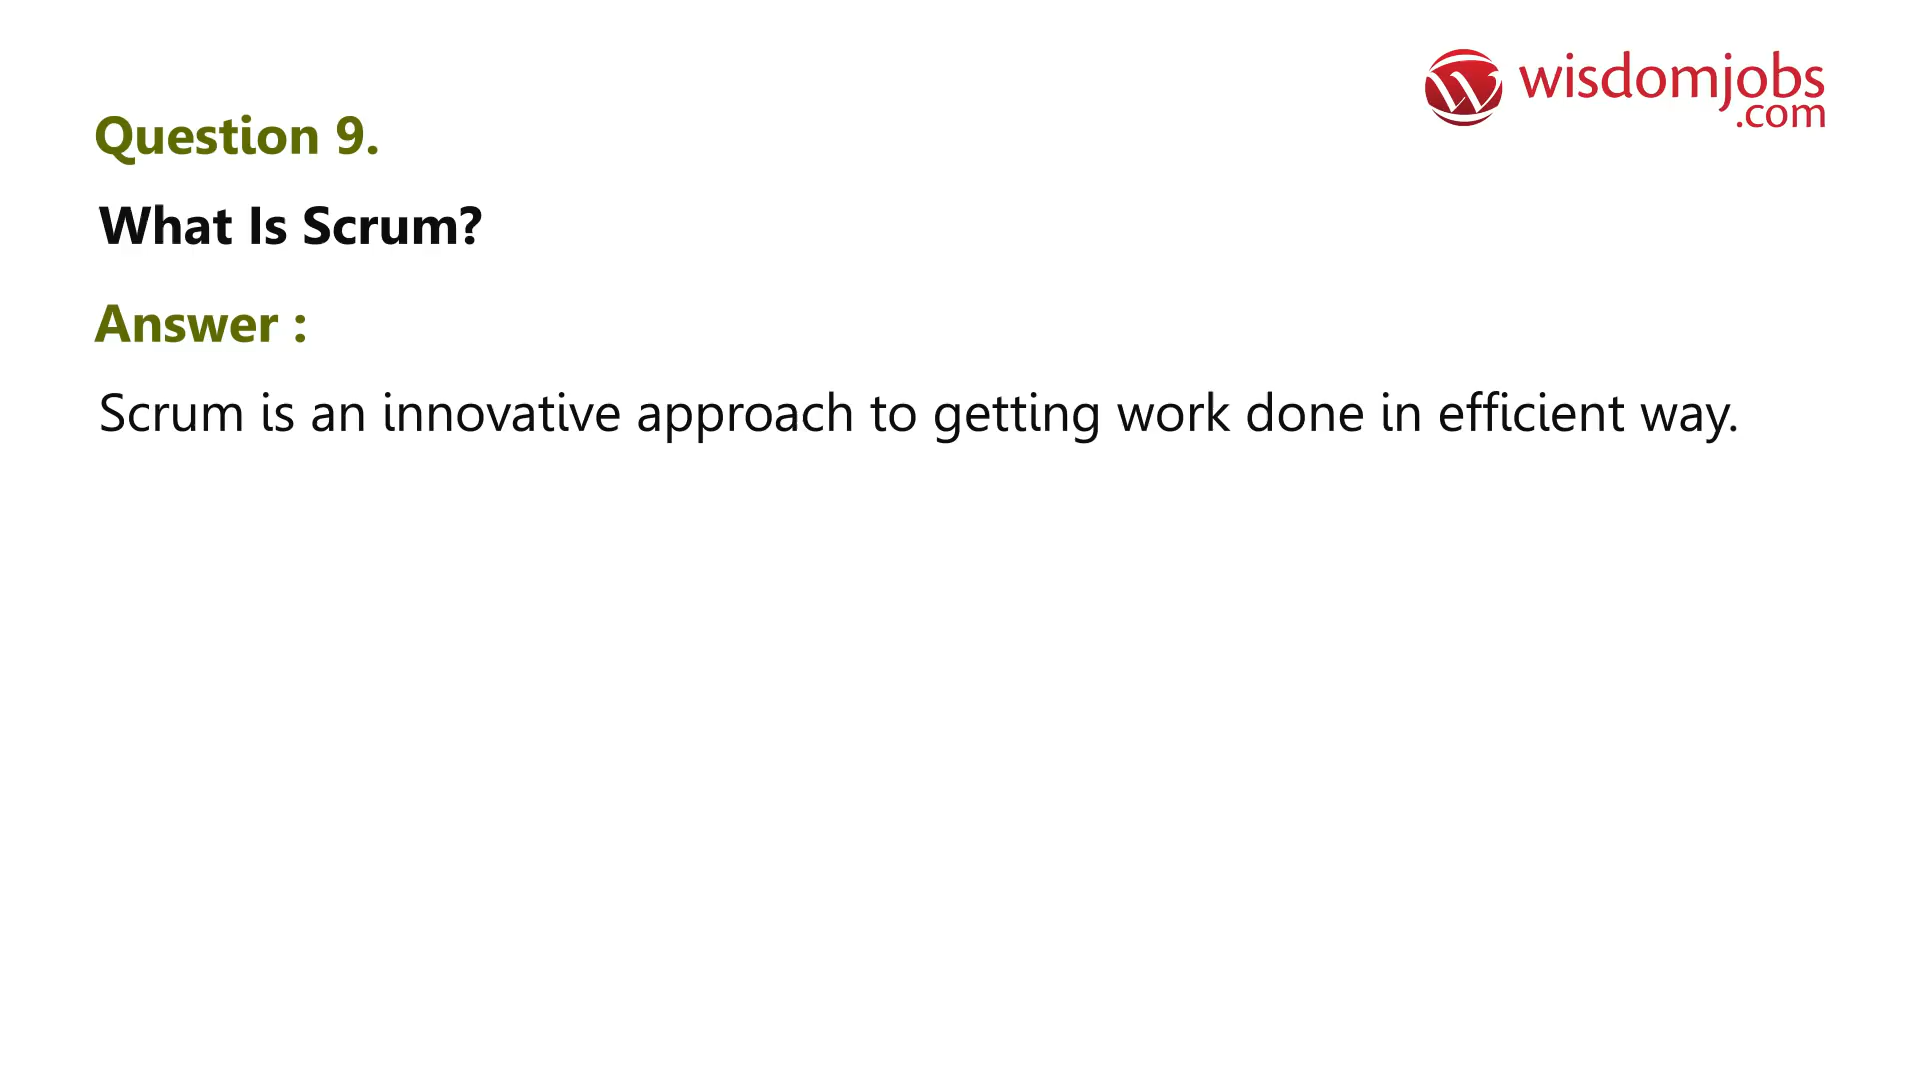 wisdomjobs
.com
Question 9.
What Is Scrum?
Answer :
Scrum is an innovative approach to getting work done in efficient way.